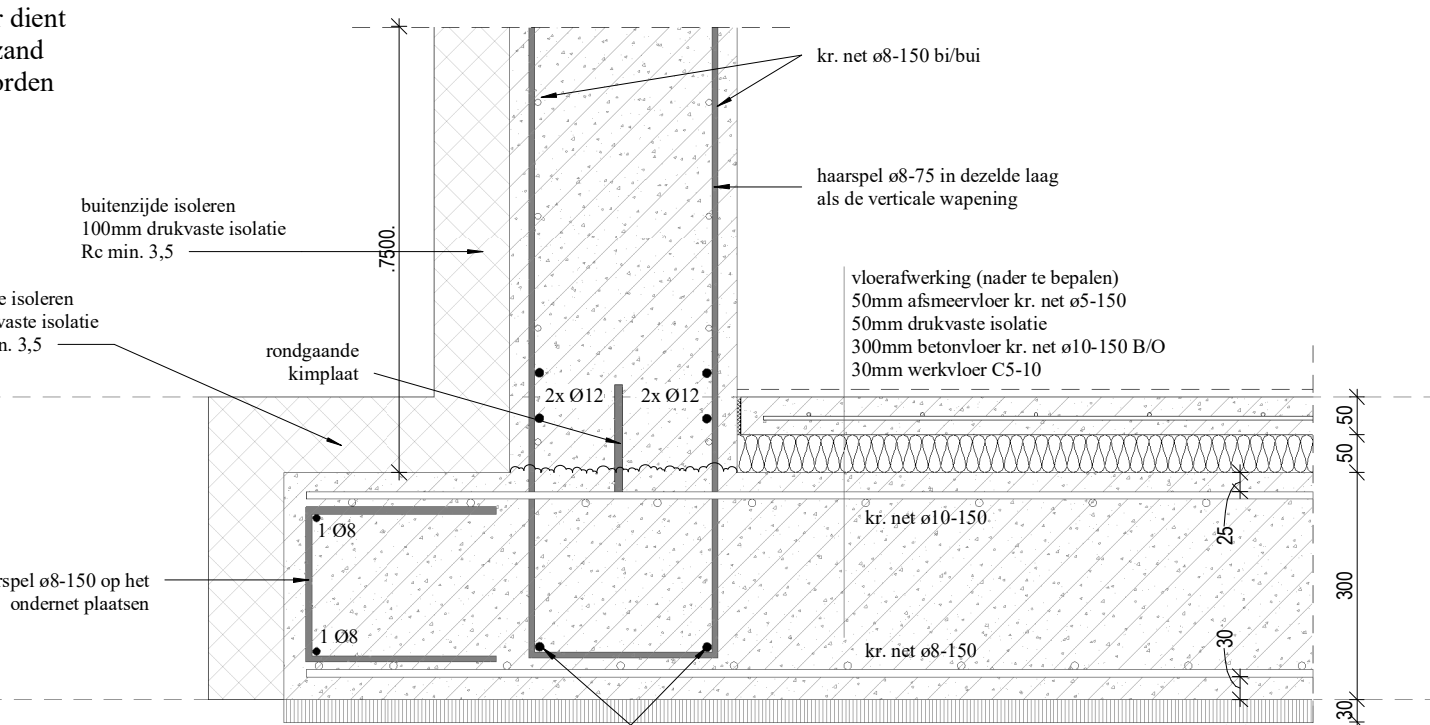 r dient
zand
orden
kr. net ø8-150 bi/bui
haarspel ø8-75 in dezelde laag
als de verticale wapening
buitenzijde isoleren
100mm drukvaste isolatie
Rc min. 3,5
.7500.
e isoleren
vaste isolatie
n. 3,5
rondgaande
kimplaat
vloerafwerking (nader te bepalen)
50mm afsmeervloer kr. net ø5-150
50mm drukvaste isolatie
300mm betonvloer kr. net ø10-150 B/O
30mm werkvloer C5-10
2x Ø12
2x Ø12
50
50
kr. net ø10-150
25
1 Ø8
rspel ø8-150 op het
ondernet plaatsen
300
1 Ø8
kr. net ø8-150
30
30